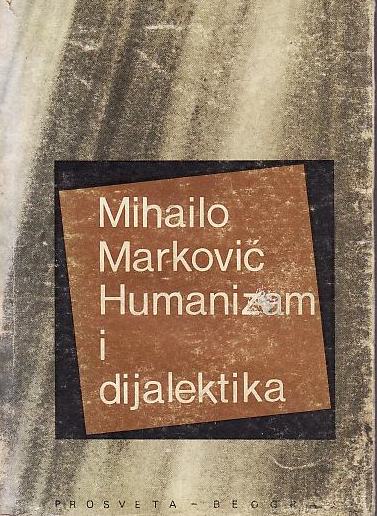 Mihailo
Marković
Humanizam
i
dijalektika
PROSVETA – BEOGR